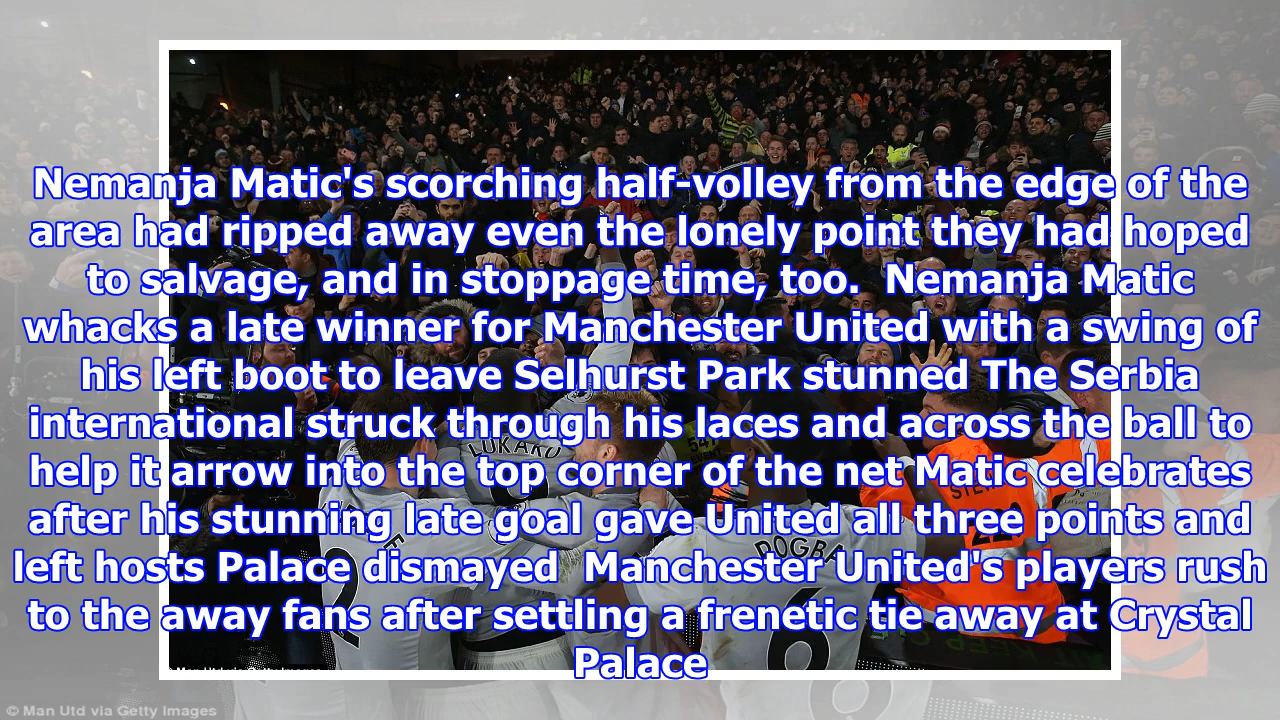 Nemanja Matic's scorching half-volley from the edge of the
area had ripped away even the lonely point they had hoped
to salvage, and in stoppage time, too.  Nemanja Matic
whacks a late winner for Manchester United with a swing of
his left boot to leave Selhurst Park stunned The Serbia
international struck through his laces and across the ball to
help it arrow into the top corner of the net Matic celebrates
after his stunning late goal gave United all three points and
left hosts Palace dismayed  Manchester United's players rush
to the away fans after settling a frenetic tie away at Crystal
Palace
LUKAKU
POGBA
6
© Man Utd via Getty Images